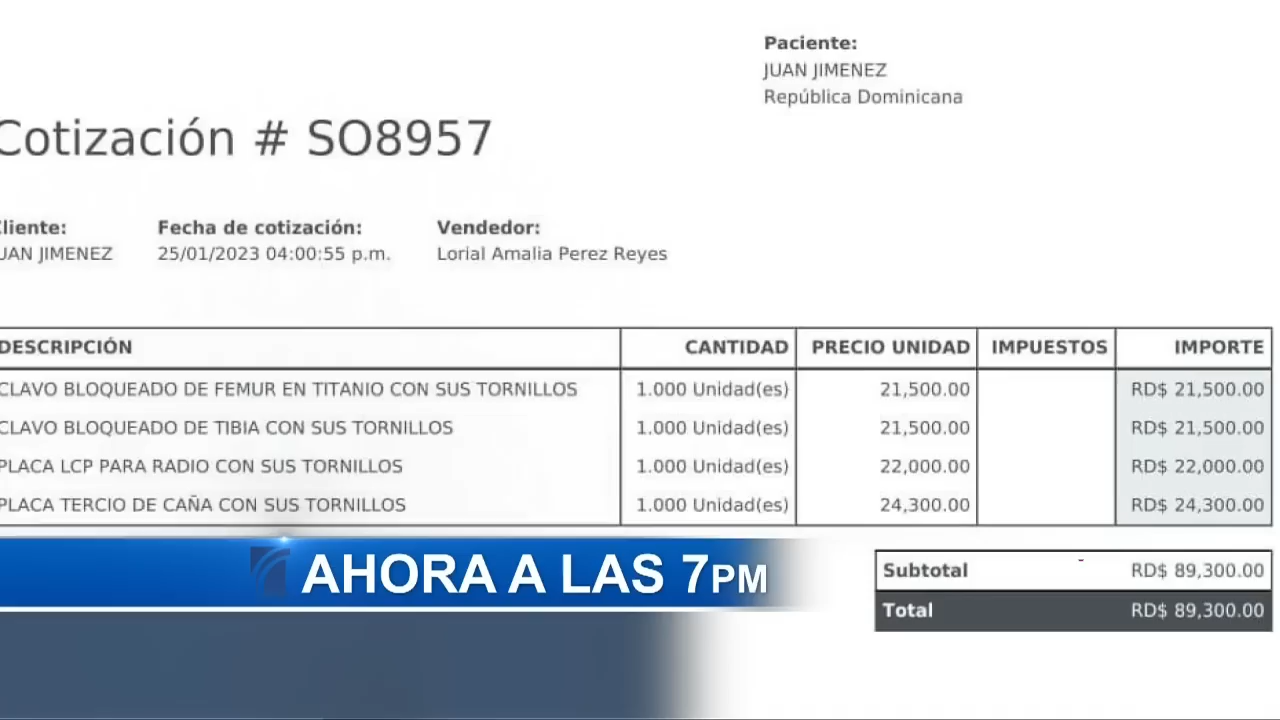 Paciente:
JUAN JIMENEZ
República Dominicana
Cotización # SO8957
Cliente: Fecha de cotización: Vendedor:
JUAN JIMENEZ 25/01/2023 04:00:55 p.m. Lorial Amalia Perez Reyes
DESCRIPCIÓN CANTIDAD PRECIO UNIDAD IMPUESTOS IMPORTE
CLAVO BLOQUEADO DE FEMUR EN TITANIO CON SUS TORNILLOS 1.000 Unidad(es) 21,500.00 RD$ 21,500.00
CLAVO BLOQUEADO DE TIBIA CON SUS TORNILLOS 1.000 Unidad(es) 21,500.00 RD$ 21,500.00
PLACA LCP PARA RADIO CON SUS TORNILLOS 1.000 Unidad(es) 22,000.00 RD$ 22,000.00
PLACA TERCIO DE CAÑA CON SUS TORNILLOS 1.000 Unidad(es) 24,300.00 RD$ 24,300.00
Subtotal RD$ 89,300.00
AHORA A LAS 7PM
Total RD$ 89,300.00